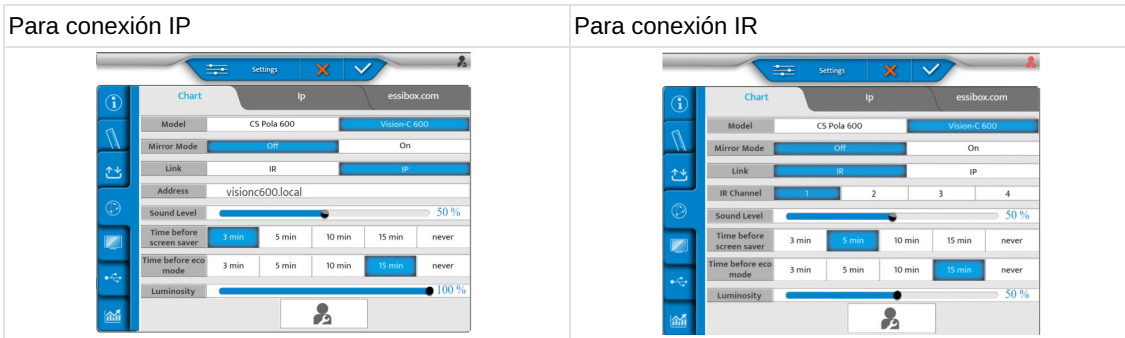 Para conexión IP
Settings
Chart Ip essibox.com
Model CS Pola 600 Vision-C 600
Mirror Mode Off On
Link IR IP
Address visionc600.local
Sound Level 50 %
Time before
screen saver 3 min 5 min 10 min 15 min never
Time before eco
mode 3 min 5 min 10 min 15 min never
Luminosity 100 %
Para conexión IR
Settings
Chart Ip essibox.com
Model CS Pola 600 Vision-C 600
Mirror Mode Off On
Link IR IP
IR Channel 1 2 3 4
Sound Level 50 %
Time before
screen saver 3 min 5 min 10 min 15 min never
Time before eco
mode 3 min 5 min 10 min 15 min never
Luminosity 50 %